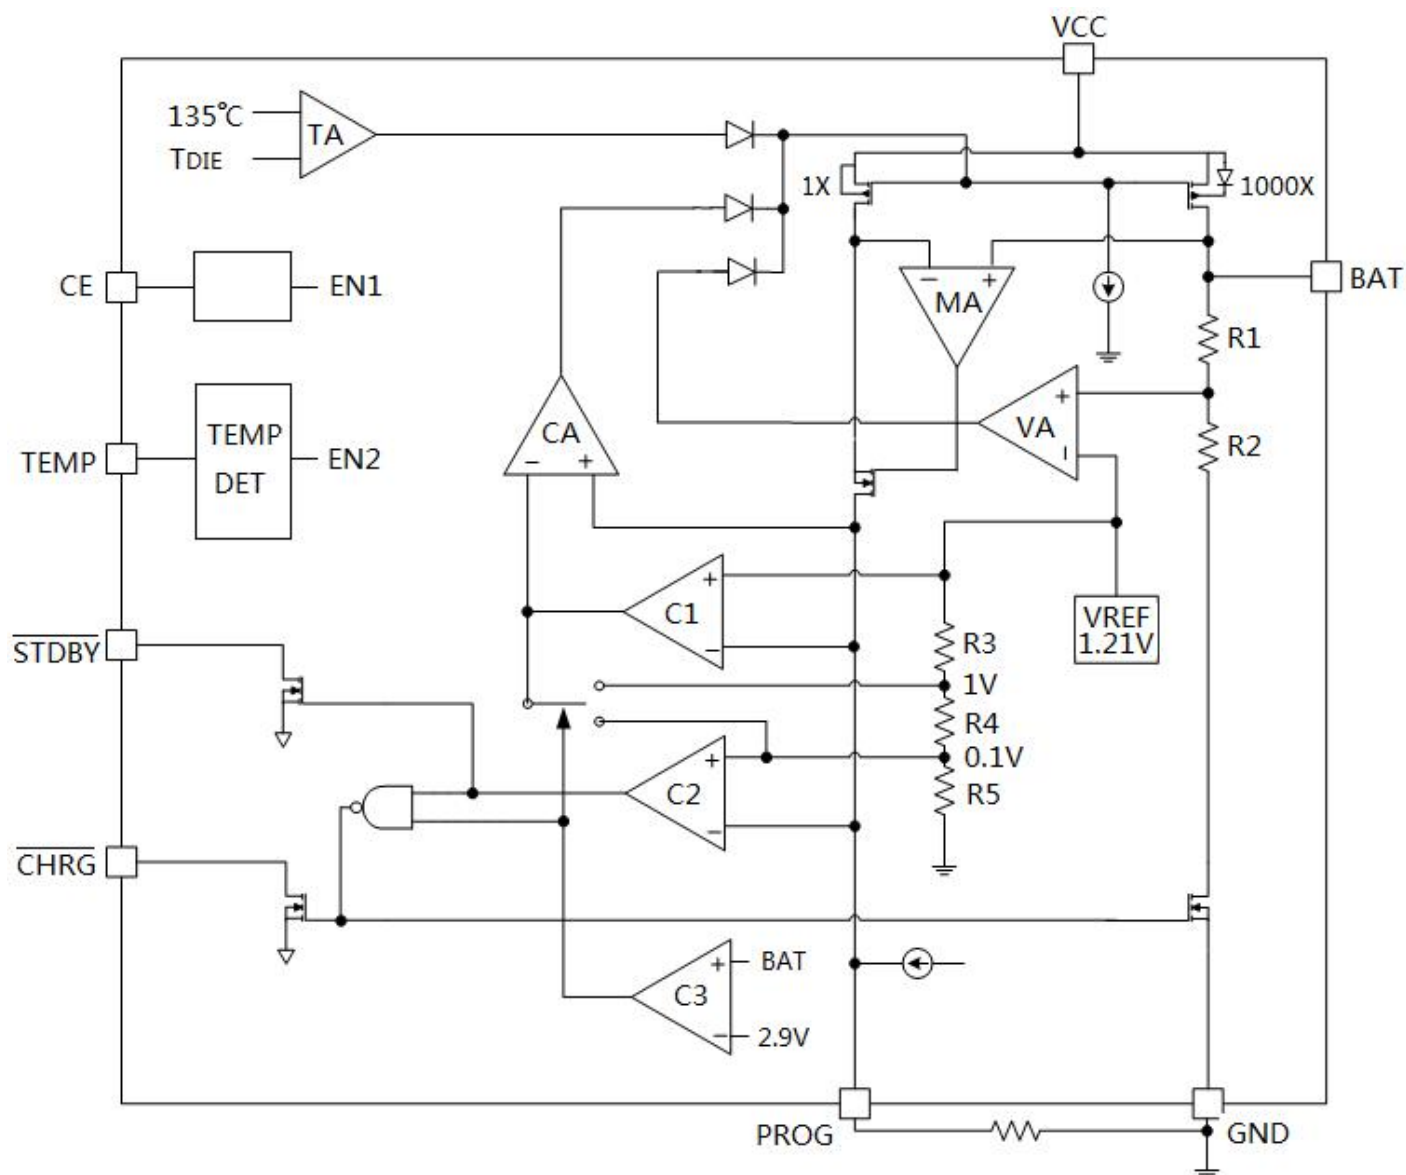 VCC
135℃
TA
TDIE
1X
1000X
CE
EN1
BAT
−
+
MA
R1
CA
−
+
VA
+
−
R2
TEMP
TEMP
DET
EN2
C1
+
−
R3
VREF
1.21V
STDBY
1V
R4
0.1V
C2
+
−
R5
CHRG
C3
+
BAT
−
2.9V
PROG
GND